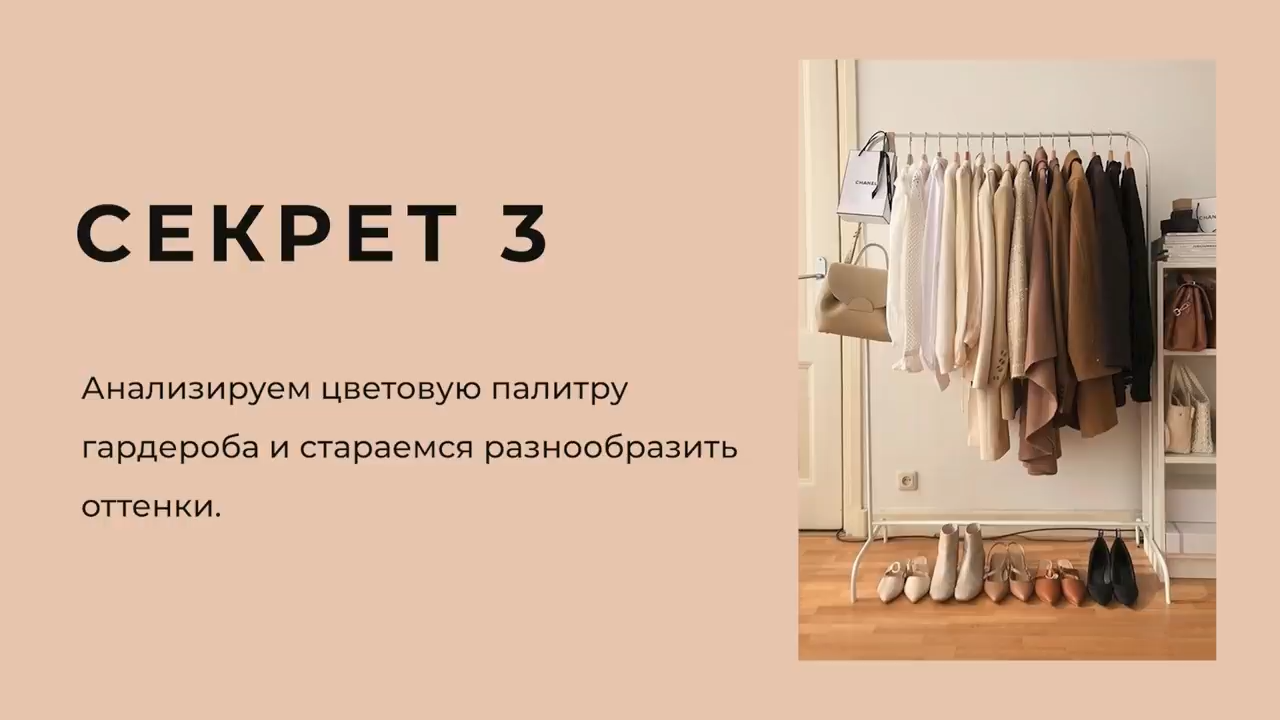 СЕКРЕТ 3
Анализируем цветовую палитру
гардероба и стараемся разнообразить
оттенки.
CHANEL